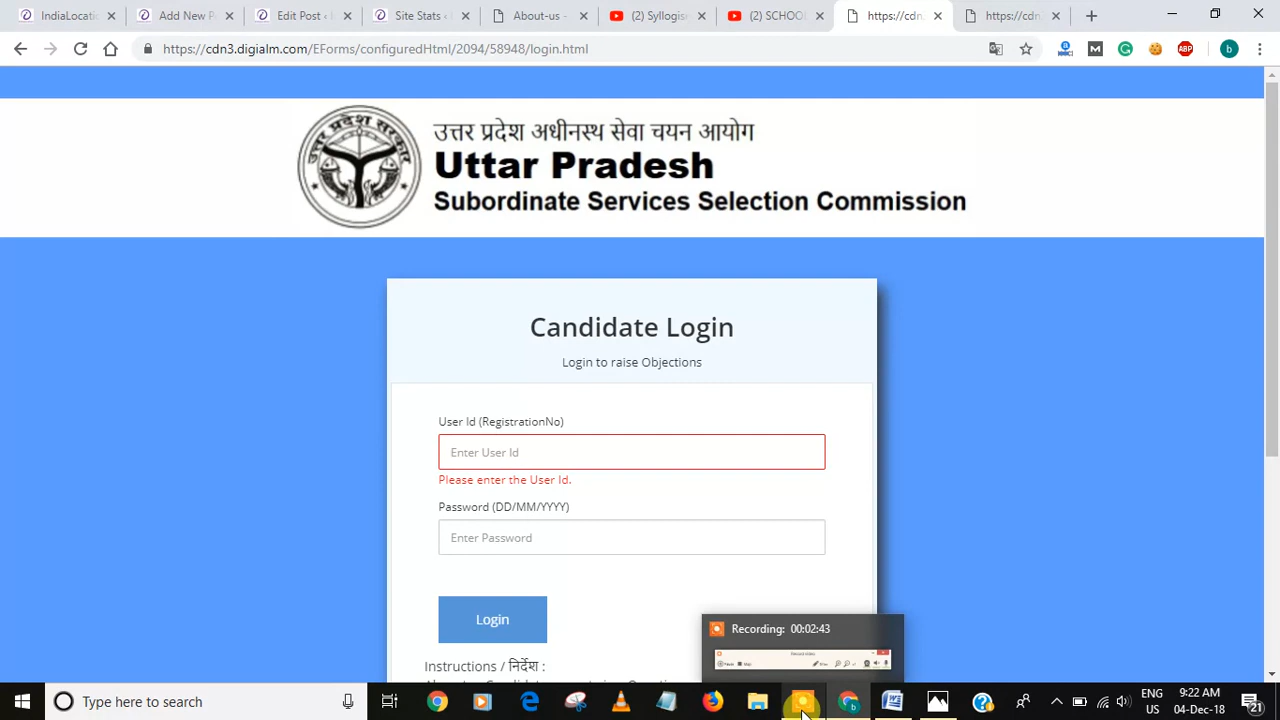 IndiaLocati
Add New P
Edit Post ‹ I
Site Stats ‹ I
About-us -
(2) Syllogis
(2) SCHOO
https://cdn
https://cdn
https://cdn3.digialm.com/EForms/configuredHtml/2094/58948/login.html
ABP
b
उत्तर प्रदेश अधीनस्थ सेवा चयन आयोग
Uttar Pradesh
Subordinate Services Selection Commission
Candidate Login
Login to raise Objections
User Id (RegistrationNo)
Enter User Id
Please enter the User Id.
Password (DD/MM/YYYY)
Enter Password
Login
Recording: 00:02:43
Instructions / निर्देश :
Type here to search
ENG
US
9:22 AM
04-Dec-18
21